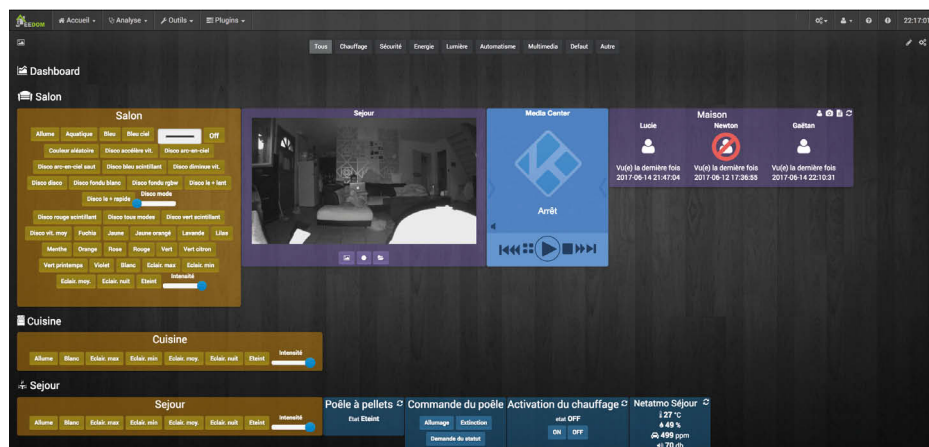 JEEDOM Accueil Analyse Outils Plugins 22:17:01
Tous Chauffage Sécurité Energie Lumière Automatisme Multimedia Defaut Autre
Dashboard
Salon
Salon
Allume Aquatique Bleu Bleu ciel Off
Couleur aléatoire Disco accélère vit. Disco arc-en-ciel
Disco arc-en-ciel saut Disco bleu scintillant Disco diminue vit.
Disco disco Disco fondu blanc Disco fondu rgbw Disco le + lent
Disco le + rapide Disco mode
Disco rouge scintillant Disco tous modes Disco vert scintillant
Disco vit. moy Fuchia Jaune Jaune orangé Lavande Lilas
Menthe Orange Rose Rouge Vert Vert citron
Vert printemps Violet Blanc Eclair. max Eclair. min
Eclair. moy. Eclair. nuit Eteint Intensité
Sejour
Media Center
Arrêt
Maison
Lucie Newton Gaëtan
Vu(e) la dernière fois Vu(e) la dernière fois Vu(e) la dernière fois
2017-06-14 21:47:04 2017-06-12 17:36:55 2017-06-14 22:10:31
Cuisine
Cuisine
Allume Blanc Eclair. max Eclair. min Eclair. moy. Eclair. nuit Eteint Intensité
Sejour
Sejour
Allume Blanc Eclair. max Eclair. min Eclair. moy. Eclair. nuit Eteint Intensité
Poêle à pellets
Etat Eteint
Commande du poêle
Allumage Extinction
Demande du statut
Activation du chauffage
etat OFF
ON OFF
Netatmo Séjour
27 °C
49 %
499 ppm
70 db